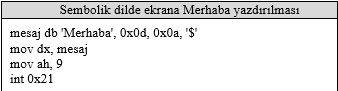 Sembolik dilde ekrana Merhaba yazdırılması
mesaj db 'Merhaba', 0x0d, 0x0a, '$'
mov dx, mesaj
mov ah, 9
int 0x21